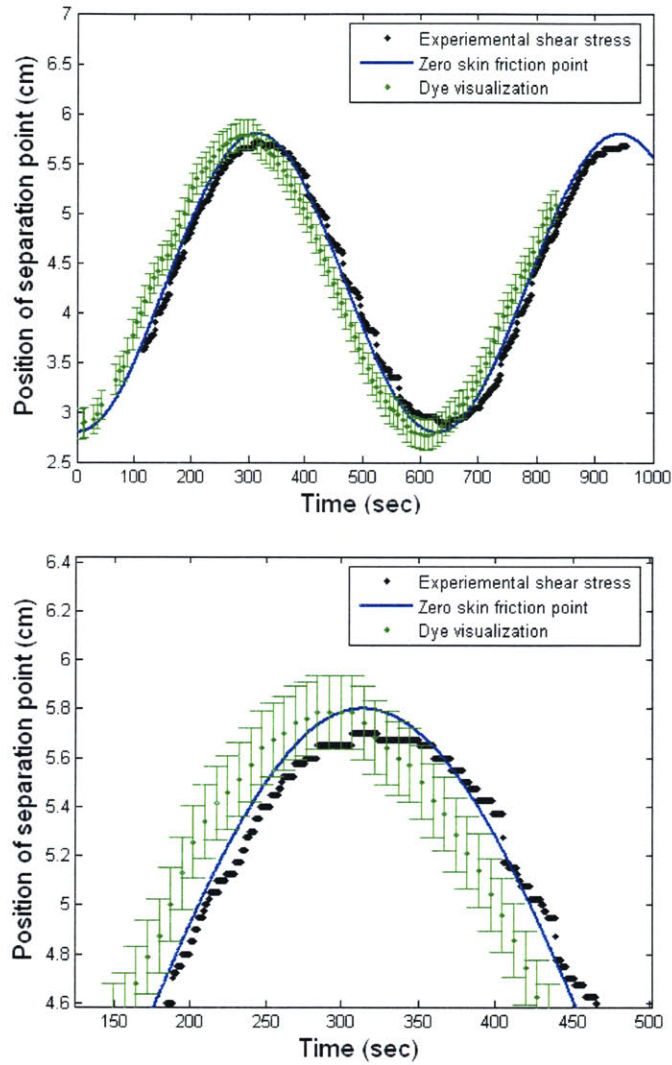 7
6.5
6
5.5
5
4.5
4
3.5
3
2.5
Position of separation point (cm)
Experiemental shear stress
Zero skin friction point
Dye visualization
0 100 200 300 400 500 600 700 800 900 1000
Time (sec)
6.4
6.2
6
5.8
5.6
5.4
5.2
5
4.8
4.6
Position of separation point (cm)
Experiemental shear stress
Zero skin friction point
Dye visualization
150 200 250 300 350 400 450 500
Time (sec)